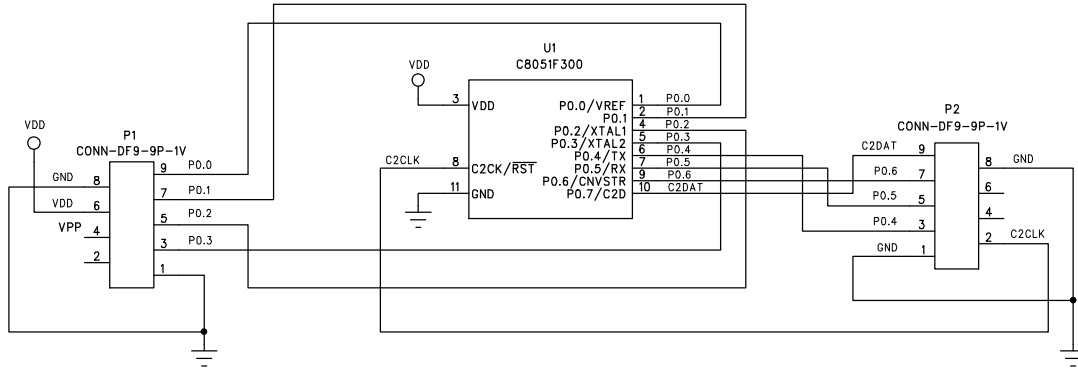 U1
C8051F300
VDD
3 VDD
P0.0/VREF 1 P0.0
P0.1 2 P0.1
P0.2/XTAL1 4 P0.2
P0.3/XTAL2 5 P0.3
P0.4/TX 6 P0.4
P0.5/RX 7 P0.5
P0.6/CNVSTR 9 P0.6
P0.7/C2D 10 C2DAT
C2CLK 8 C2CK/RST
11 GND
VDD
P1
CONN-DF9-9P-1V
GND 8
VDD 6
VPP 4
2
9 P0.0
7 P0.1
5 P0.2
3 P0.3
1
P2
CONN-DF9-9P-1V
C2DAT 9
P0.6 7
P0.5 5
P0.4 3
GND 1
8 GND
6
4
2 C2CLK